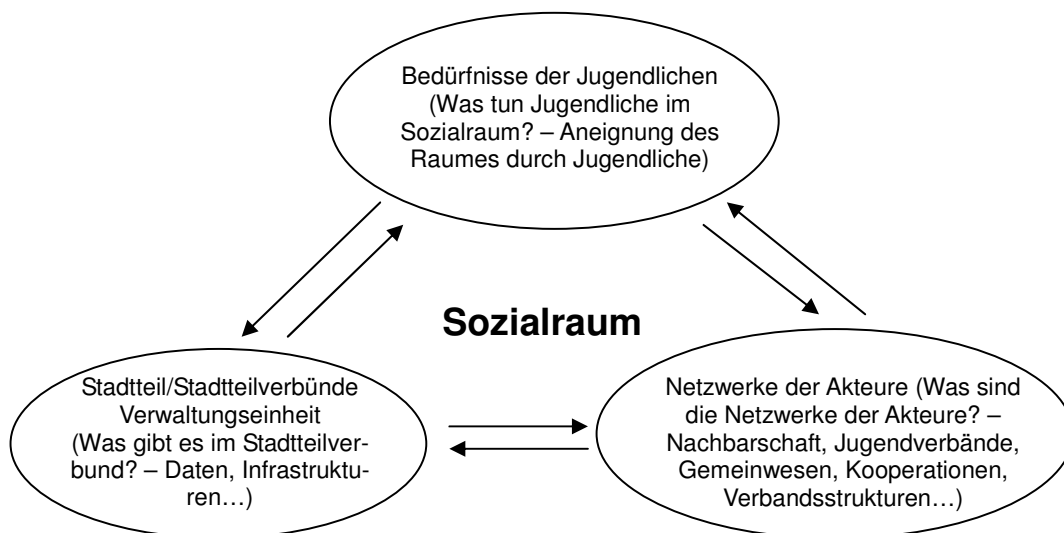 Bedürfnisse der Jugendlichen
(Was tun Jugendliche im
Sozialraum? – Aneignung des
Raumes durch Jugendliche)
Sozialraum
Stadtteil/Stadtteilverbünde
Verwaltungseinheit
(Was gibt es im Stadtteilver-
bund? – Daten, Infrastruktu-
ren…)
Netzwerke der Akteure (Was sind
die Netzwerke der Akteure? –
Nachbarschaft, Jugendverbände,
Gemeinwesen, Kooperationen,
Verbandsstrukturen…)